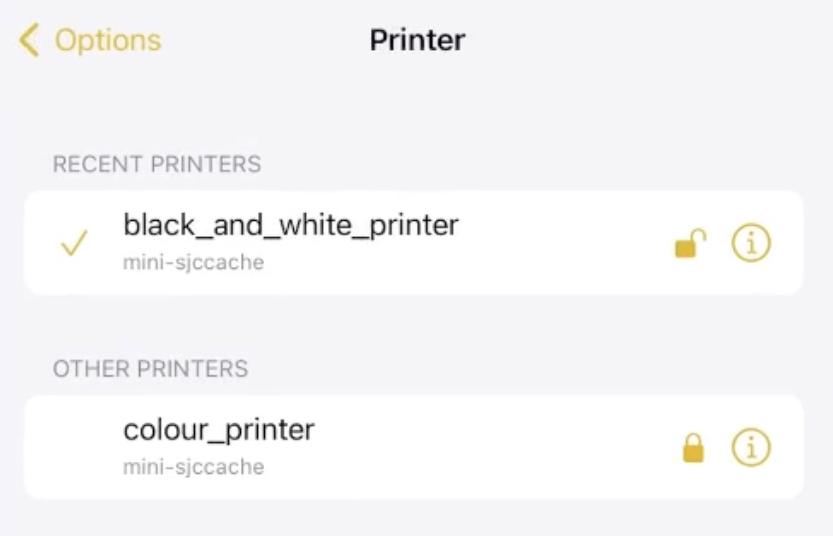 Options
Printer
RECENT PRINTERS
black_and_white_printer
mini-sjccache
OTHER PRINTERS
colour_printer
mini-sjccache